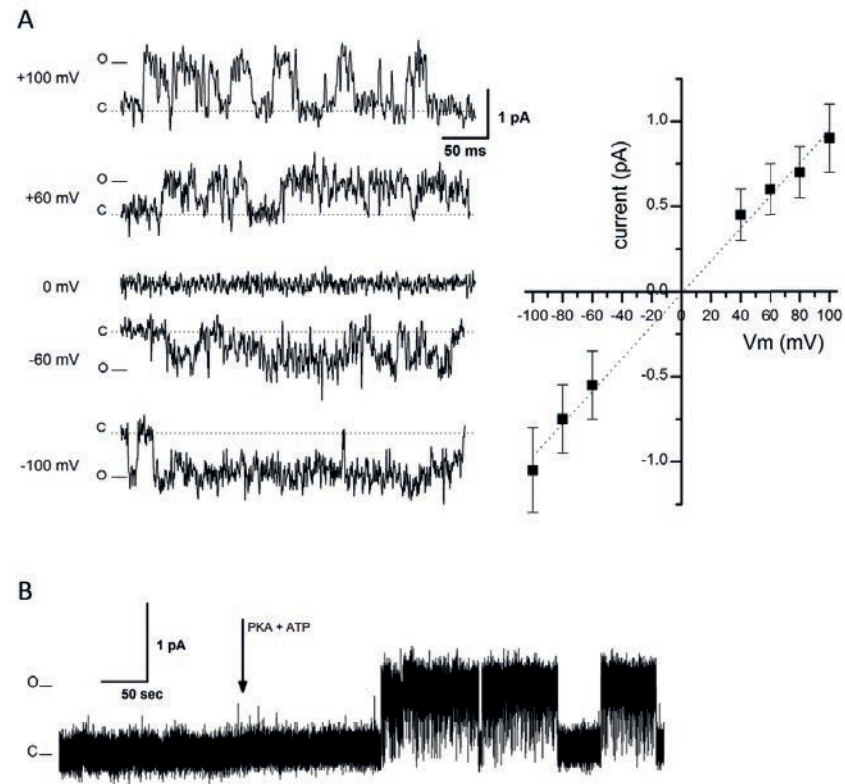 A
+100 mV
O
C
1 pA
50 ms
+60 mV
O
C
0 mV
-60 mV
C
O
-100 mV
C
O
current (pA)
1.0
0.5
0.0
-0.5
-1.0
-100 -80 -60 -40 -20 0 20 40 60 80 100
Vm (mV)
B
1 pA
50 sec
PKA + ATP
O
C